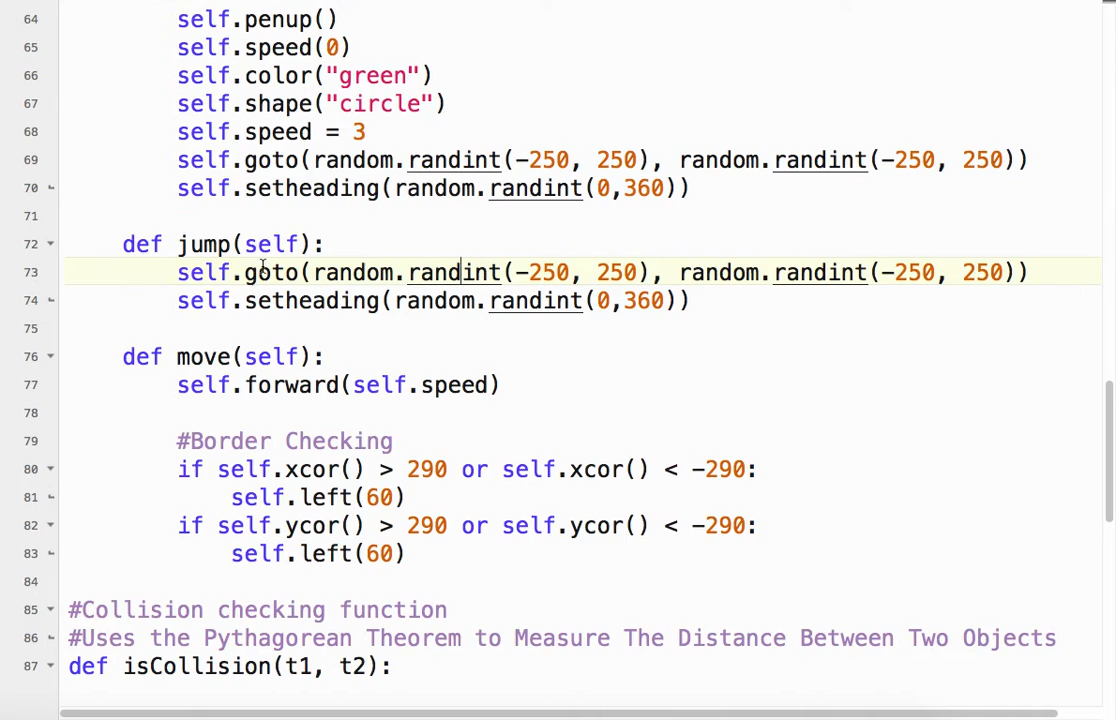 64 self.penup()
65 self.speed(0)
66 self.color("green")
67 self.shape("circle")
68 self.speed = 3
69 self.goto(random.randint(-250, 250), random.randint(-250, 250))
70 self.setheading(random.randint(0,360))
71
72 def jump(self):
73 self.goto(random.randint(-250, 250), random.randint(-250, 250))
74 self.setheading(random.randint(0,360))
75
76 def move(self):
77 self.forward(self.speed)
78
79 #Border Checking
80 if self.xcor() > 290 or self.xcor() < -290:
81 self.left(60)
82 if self.ycor() > 290 or self.ycor() < -290:
83 self.left(60)
84
85 #Collision checking function
86 #Uses the Pythagorean Theorem to Measure The Distance Between Two Objects
87 def isCollision(t1, t2):